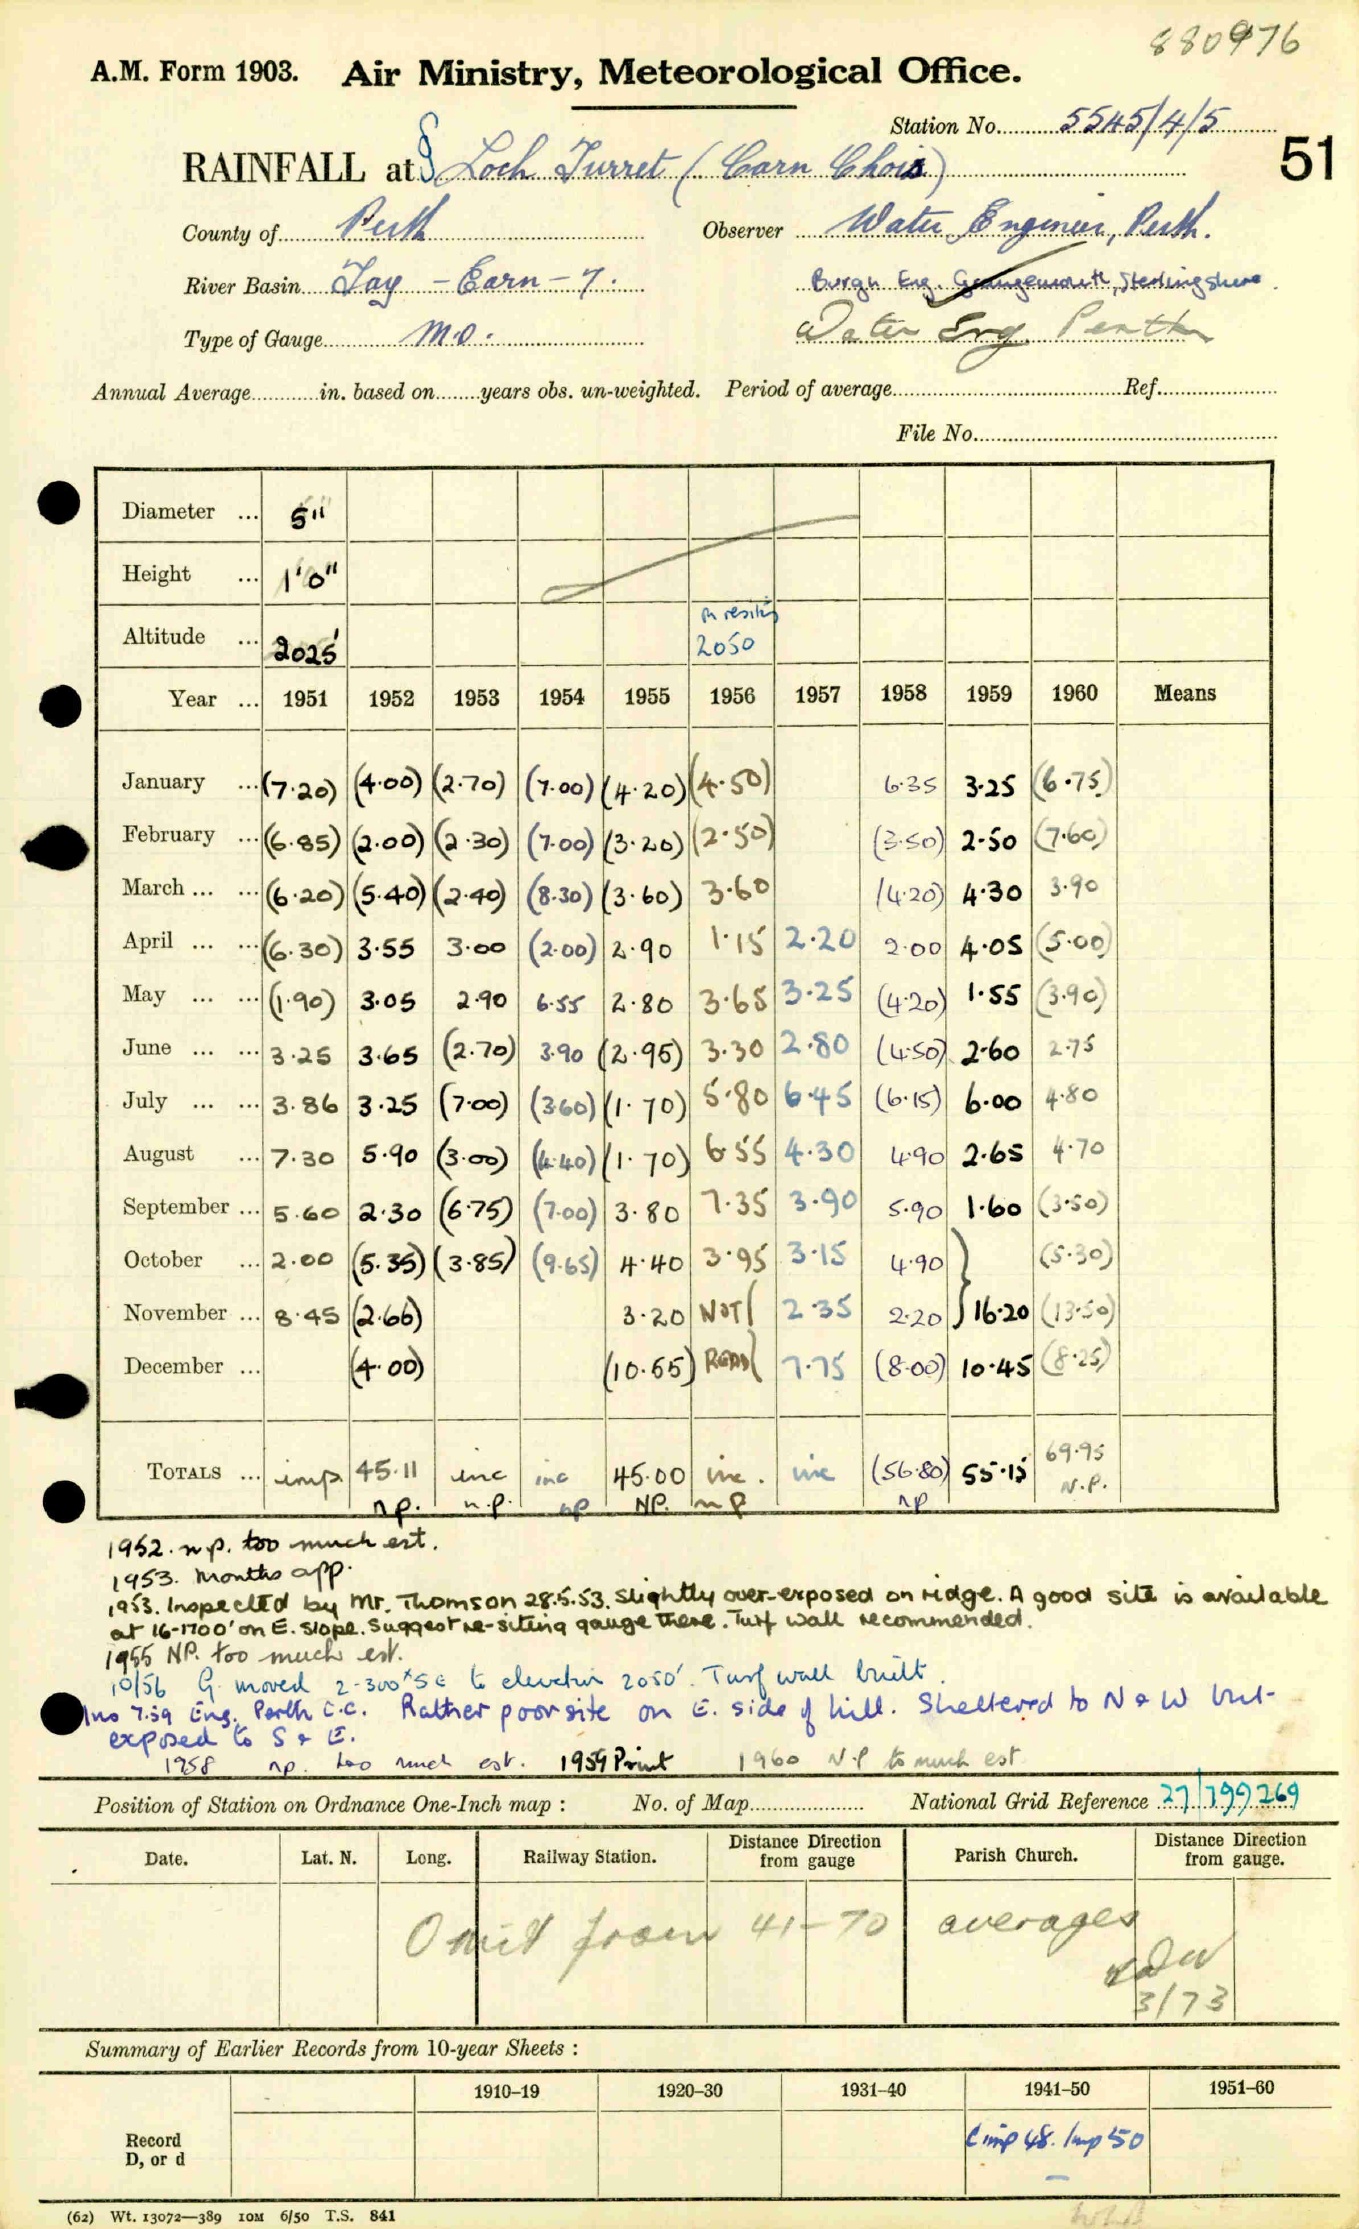 880976
A.M. Form 1903. Air Ministry, Meteorological Office.
Station No. 5545/4/5
51
RAINFALL at § Loch Turret (Carn Chois)
County of Perth Observer Water Engineer, Perth.
River Basin Tay - Earn - 7. Burgh Eng. Grangemouth, Sterlingshire.
Type of Gauge M.O. Water Eng. Perth
Annual Average in. based on years obs. un-weighted. Period of average Ref.
File No.
Diameter ... 5"
Height ... 1'0"
Altitude ... 2025' on resiting 2050
Year ... 1951 1952 1953 1954 1955 1956 1957 1958 1959 1960 Means
January ... (7.20) (4.00) (2.70) (7.00) (4.20) (4.50) 6.35 3.25 (6.75)
February ... (6.85) (2.00) (2.30) (7.00) (3.20) (2.50) (3.50) 2.50 (7.60)
March ... ... (6.20) (5.40) (2.40) (8.30) (3.60) 3.60 (4.20) 4.30 3.90
April ... ... (6.30) 3.55 3.00 (2.00) 2.90 1.15 2.20 2.00 4.05 (5.00)
May ... ... (1.90) 3.05 2.90 6.55 2.80 3.65 3.25 (4.20) 1.55 (3.90)
June ... ... 3.25 3.65 (2.70) 3.90 (2.95) 3.30 2.80 (4.50) 2.60 2.75
July ... ... 3.86 3.25 (7.00) (3.60) (1.70) 5.80 6.45 (6.15) 6.00 4.80
August ... 7.30 5.90 (3.00) (4.40) (1.70) 6.55 4.30 4.90 2.65 4.70
September ... 5.60 2.30 (6.75) (7.00) 3.80 7.35 3.90 5.90 1.60 (3.50)
October ... 2.00 (5.35) (3.85) (9.65) 4.40 3.95 3.15 4.90 (5.30)
November ... 8.45 (2.66) 3.20 NOT 2.35 2.20 16.20 (13.50)
December ... (4.00) (10.55) READ 7.75 (8.00) 10.45 (8.25)
TOTALS ... imp. 45.11 inc inc 45.00 inc. inc (56.80) 55.15 69.95
n.p. n.p. np NP. n p np N.P.
1952. n.p. too much est.
1953. Months app.
1953. Inspected by Mr. Thomson 28.5.53. Slightly over-exposed on ridge. A good site is available
at 16-1700' on E. slope. Suggest re-siting gauge there. Turf wall recommended.
1955 NP. too much est.
10/56 G. moved 2-300ˣ SE to elevation 2050'. Turf wall built.
Ins 7.59 Eng. Perth C.C. Rather poor site on E. side of hill. Sheltered to N & W but
exposed to S & E.
1958 np. too much est. 1959 Print 1960 N.P to much est
Position of Station on Ordnance One-Inch map : No. of Map National Grid Reference 27/799269
Date. Lat. N. Long. Railway Station. Distance Direction from gauge Parish Church. Distance Direction from gauge.
Omit from 41-70 averages
3/73
Summary of Earlier Records from 10-year Sheets :
1910-19 1920-30 1931-40 1941-50 1951-60
Record
D, or d
C imp 48. Imp 50
(62) Wt. 13072—389 10M 6/50 T.S. 841